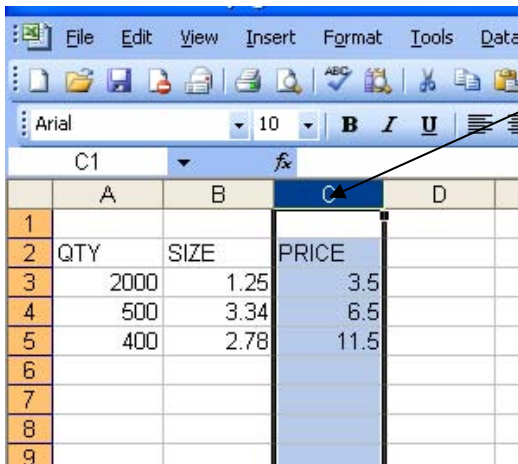 File Edit View Insert Format Tools Data
ABC
Arial 10 B I U
C1 fx
A B C D
1
2 QTY SIZE PRICE
3 2000 1.25 3.5
4 500 3.34 6.5
5 400 2.78 11.5
6
7
8
9